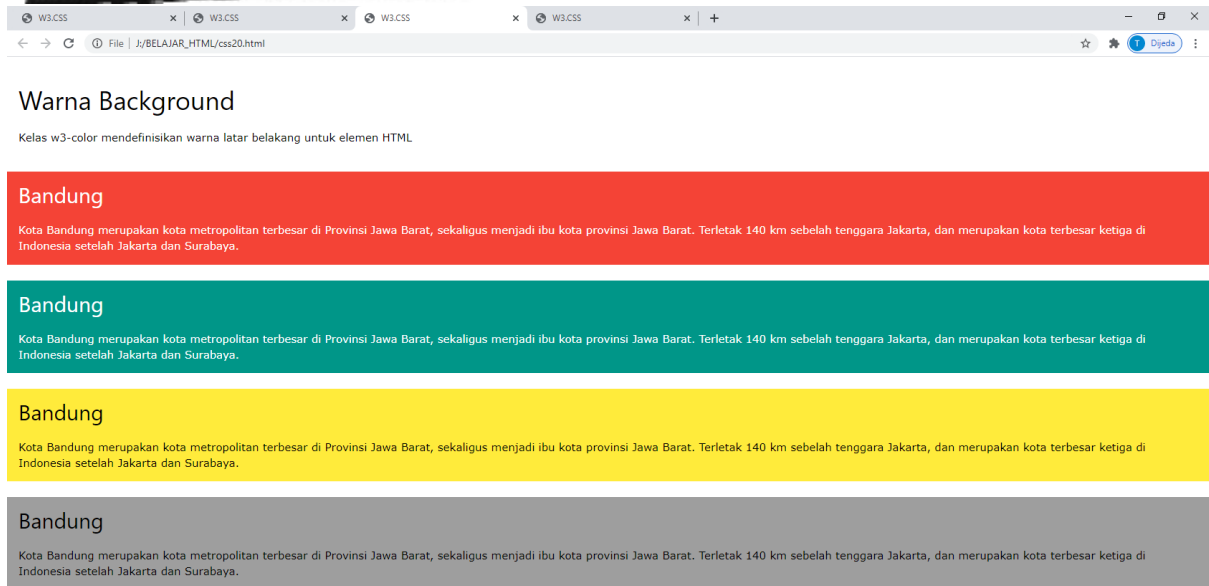 W3.CSS
W3.CSS
W3.CSS
W3.CSS
File | J:/BELAJAR_HTML/css20.html
T Dijeda
Warna Background
Kelas w3-color mendefinisikan warna latar belakang untuk elemen HTML
Bandung
Kota Bandung merupakan kota metropolitan terbesar di Provinsi Jawa Barat, sekaligus menjadi ibu kota provinsi Jawa Barat. Terletak 140 km sebelah tenggara Jakarta, dan merupakan kota terbesar ketiga di
Indonesia setelah Jakarta dan Surabaya.
Bandung
Kota Bandung merupakan kota metropolitan terbesar di Provinsi Jawa Barat, sekaligus menjadi ibu kota provinsi Jawa Barat. Terletak 140 km sebelah tenggara Jakarta, dan merupakan kota terbesar ketiga di
Indonesia setelah Jakarta dan Surabaya.
Bandung
Kota Bandung merupakan kota metropolitan terbesar di Provinsi Jawa Barat, sekaligus menjadi ibu kota provinsi Jawa Barat. Terletak 140 km sebelah tenggara Jakarta, dan merupakan kota terbesar ketiga di
Indonesia setelah Jakarta dan Surabaya.
Bandung
Kota Bandung merupakan kota metropolitan terbesar di Provinsi Jawa Barat, sekaligus menjadi ibu kota provinsi Jawa Barat. Terletak 140 km sebelah tenggara Jakarta, dan merupakan kota terbesar ketiga di
Indonesia setelah Jakarta dan Surabaya.